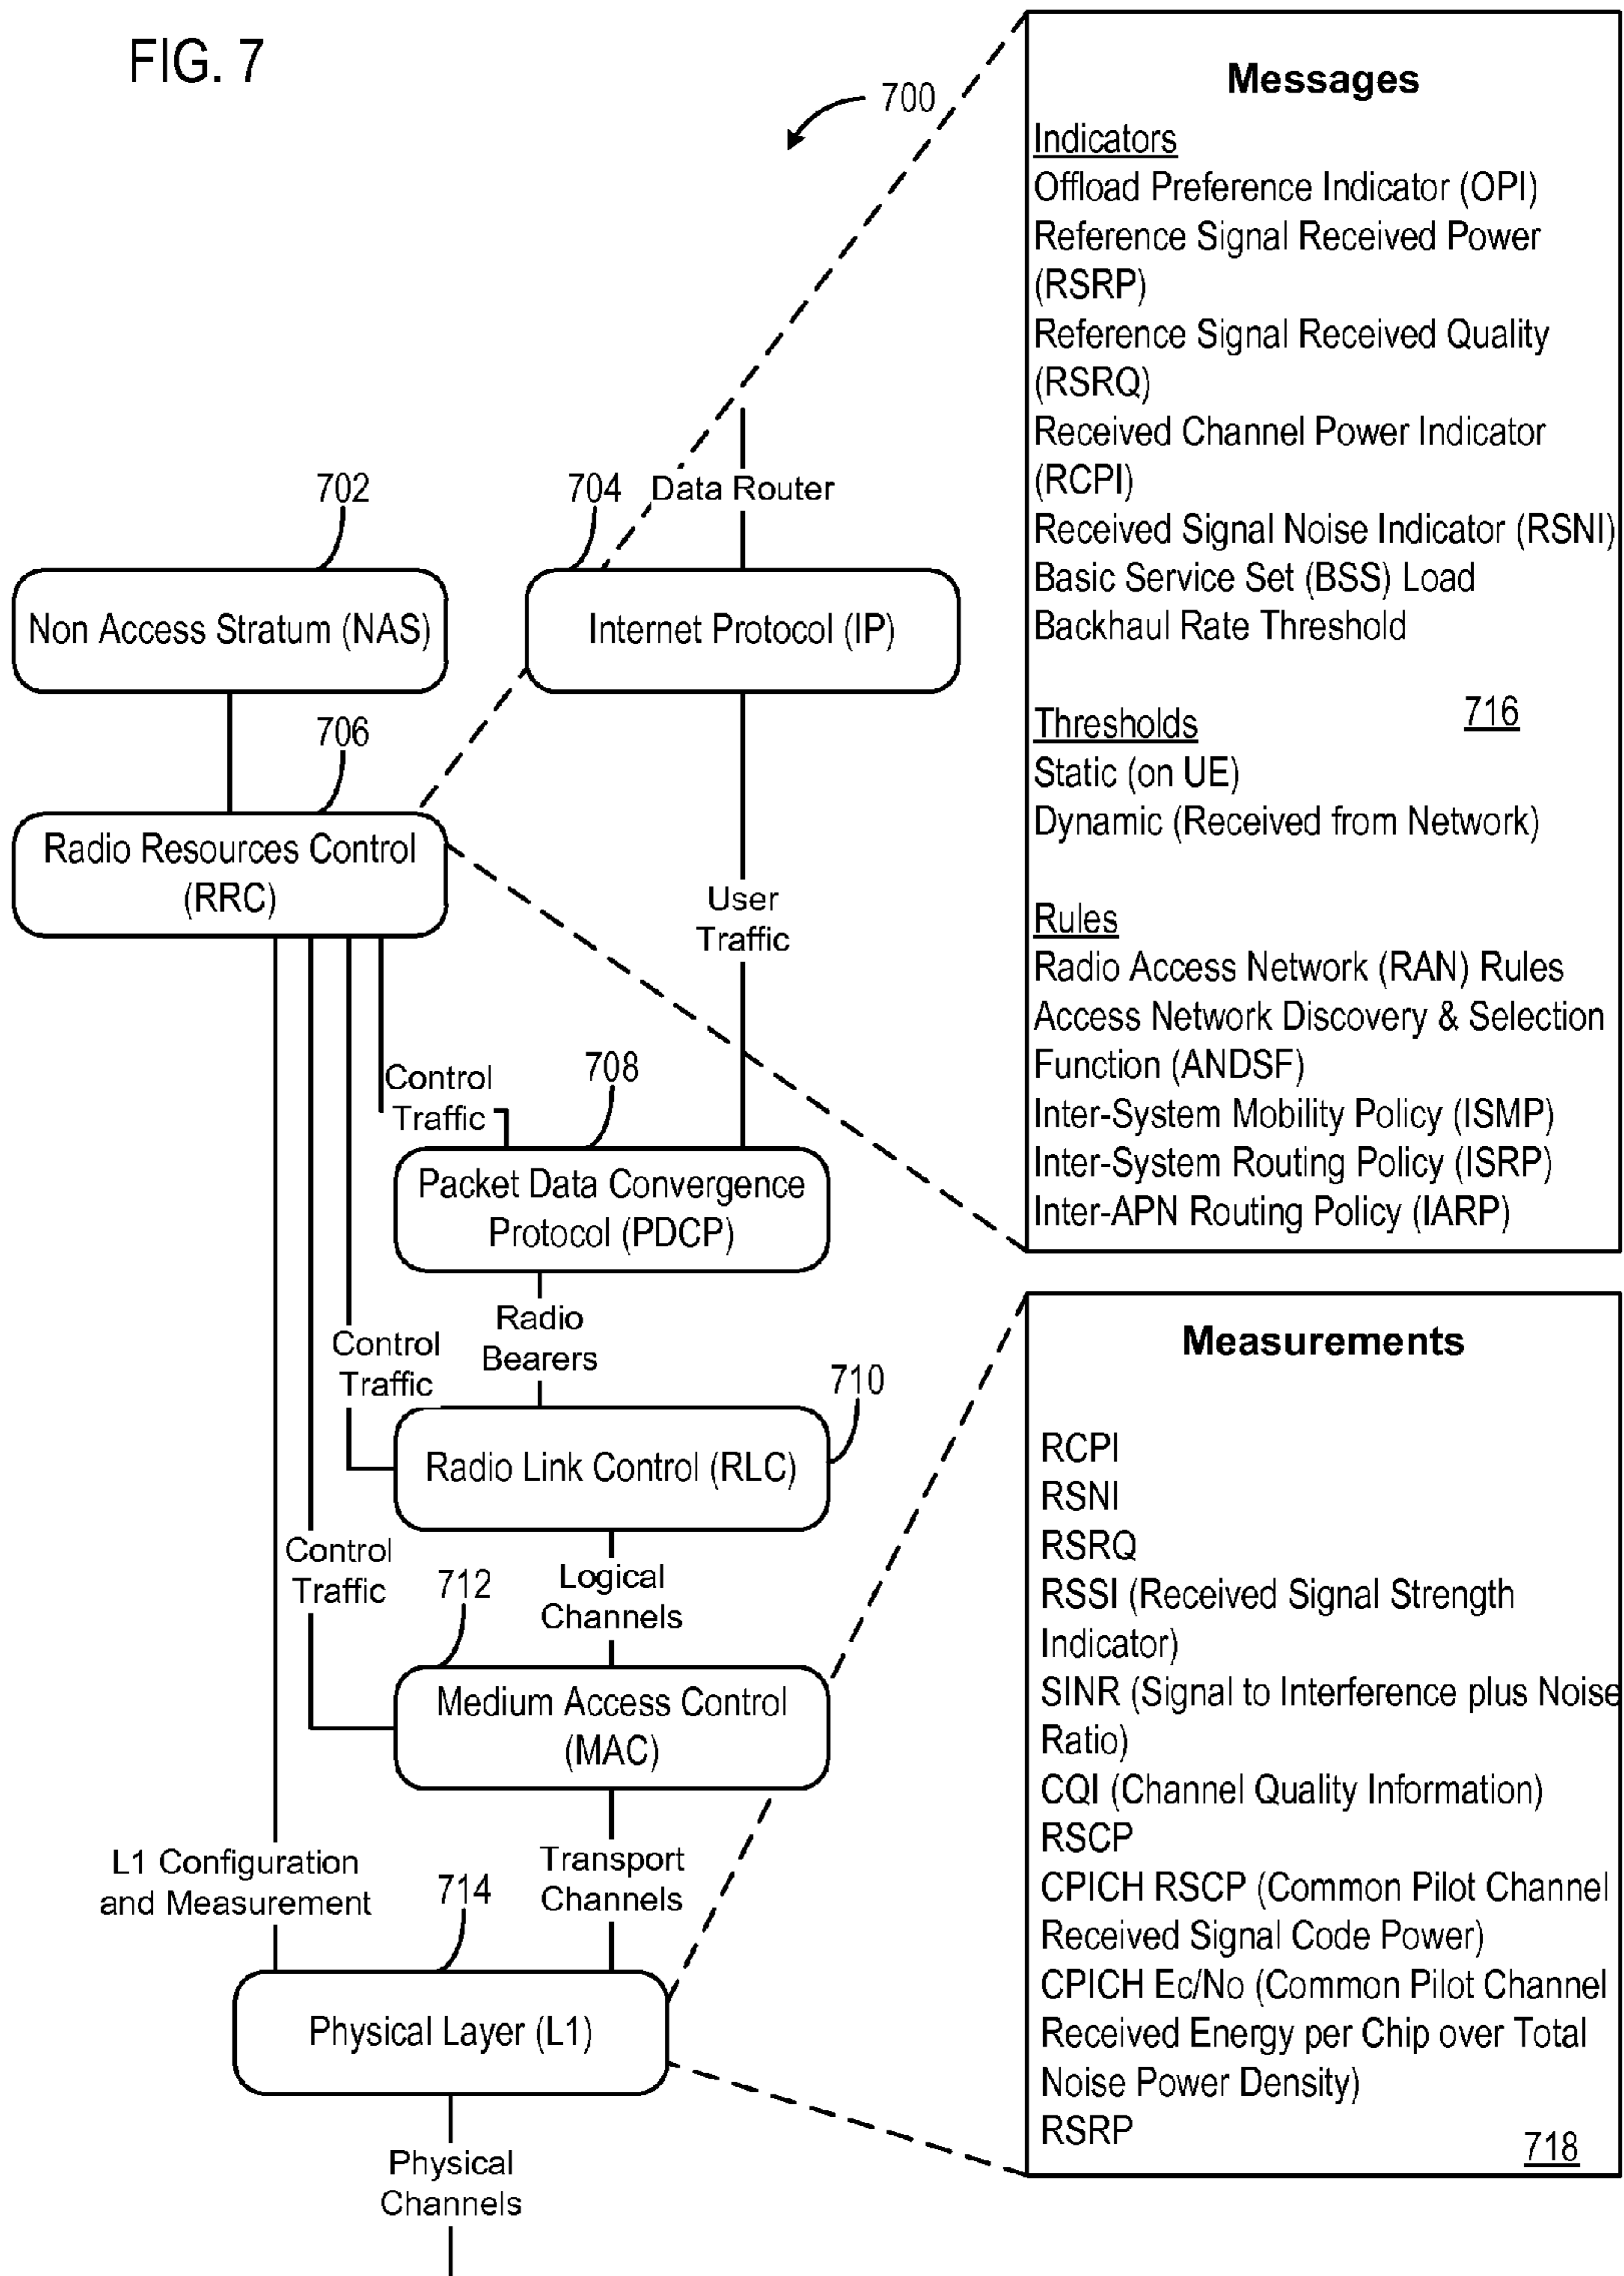 FIG. 7
700
702
704
Data Router
Non Access Stratum (NAS)
Internet Protocol (IP)
706
Radio Resources Control
(RRC)
User
Traffic
Control
Traffic
708
Packet Data Convergence
Protocol (PDCP)
Radio
Bearers
Control
Traffic
710
Radio Link Control (RLC)
Control
Traffic
712
Logical
Channels
Medium Access Control
(MAC)
L1 Configuration
and Measurement
714
Transport
Channels
Physical Layer (L1)
Physical
Channels
Messages
Indicators
Offload Preference Indicator (OPI)
Reference Signal Received Power
(RSRP)
Reference Signal Received Quality
(RSRQ)
Received Channel Power Indicator
(RCPI)
Received Signal Noise Indicator (RSNI)
Basic Service Set (BSS) Load
Backhaul Rate Threshold
716
Thresholds
Static (on UE)
Dynamic (Received from Network)
Rules
Radio Access Network (RAN) Rules
Access Network Discovery & Selection
Function (ANDSF)
Inter-System Mobility Policy (ISMP)
Inter-System Routing Policy (ISRP)
Inter-APN Routing Policy (IARP)
Measurements
RCPI
RSNI
RSRQ
RSSI (Received Signal Strength
Indicator)
SINR (Signal to Interference plus Noise
Ratio)
CQI (Channel Quality Information)
RSCP
CPICH RSCP (Common Pilot Channel
Received Signal Code Power)
CPICH Ec/No (Common Pilot Channel
Received Energy per Chip over Total
Noise Power Density)
RSRP
718